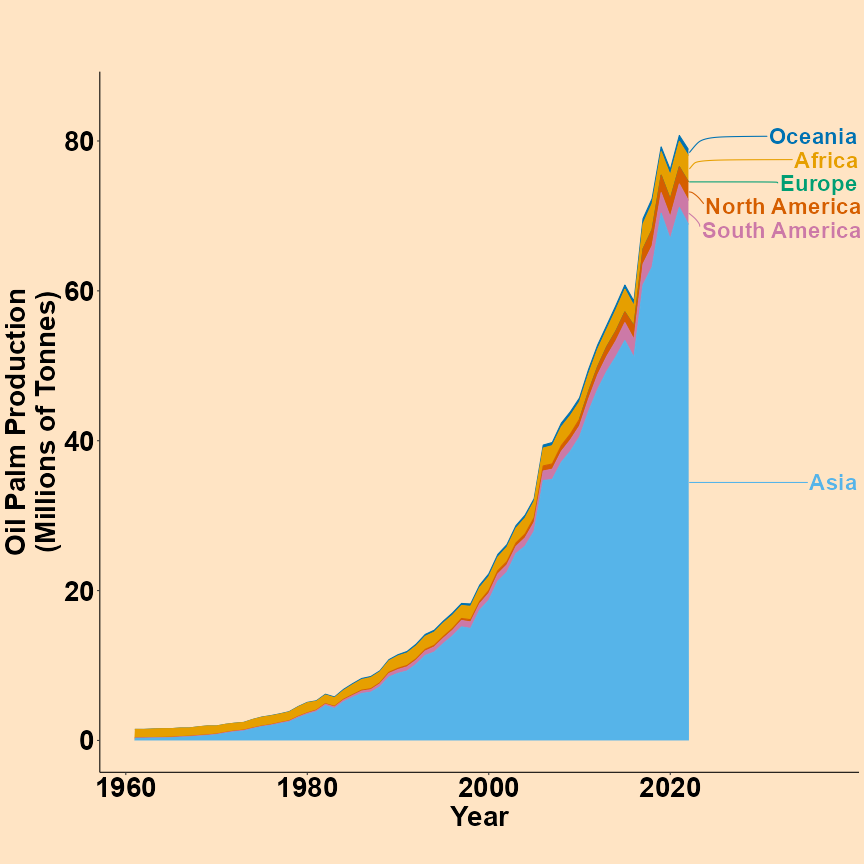 Oil Palm Production
(Millions of Tonnes)
80
60
40
20
0
Oceania
Africa
Europe
North America
South America
Asia
1960
1980
2000
2020
Year